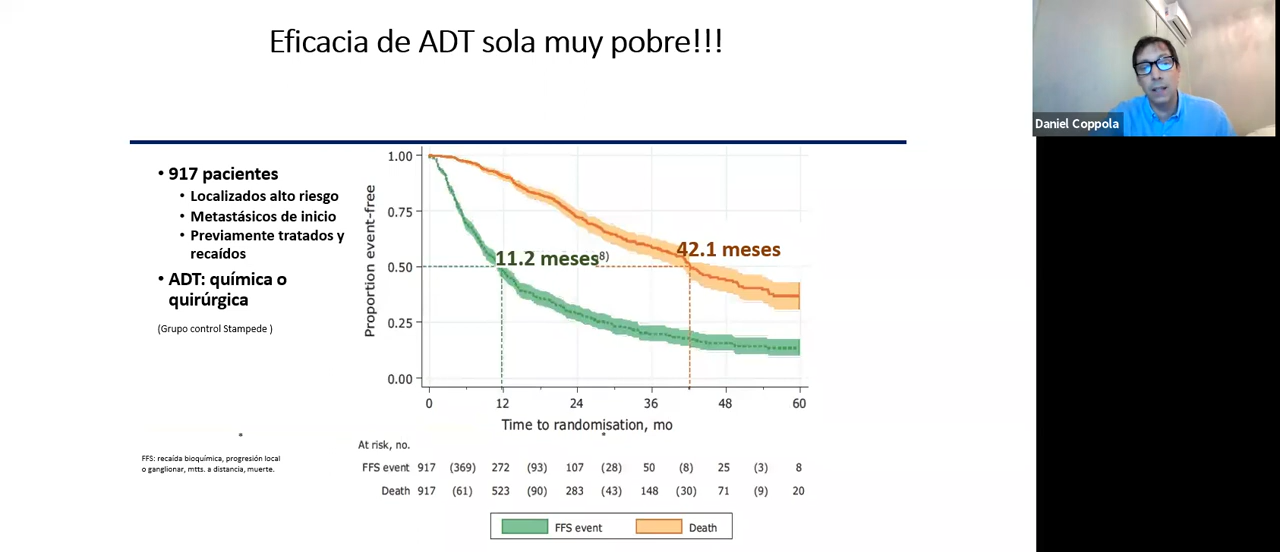 Eficacia de ADT sola muy pobre!!!
Daniel Coppola
• 917 pacientes
• Localizados alto riesgo
• Metastásicos de inicio
• Previamente tratados y
recaídos
• ADT: química o
quirúrgica
(Grupo control Stampede )
FFS: recaída bioquímica, progresión local
o ganglionar, mtts. a distancia, muerte.
Proportion event-free
1.00
0.75
0.50
0.25
0.00
11.2 meses8)
42.1 meses
0 12 24 36 48 60
Time to randomisation, mo
At risk, no.
FFS event 917 (369) 272 (93) 107 (28) 50 (8) 25 (3) 8
Death 917 (61) 523 (90) 283 (43) 148 (30) 71 (9) 20
FFS event Death